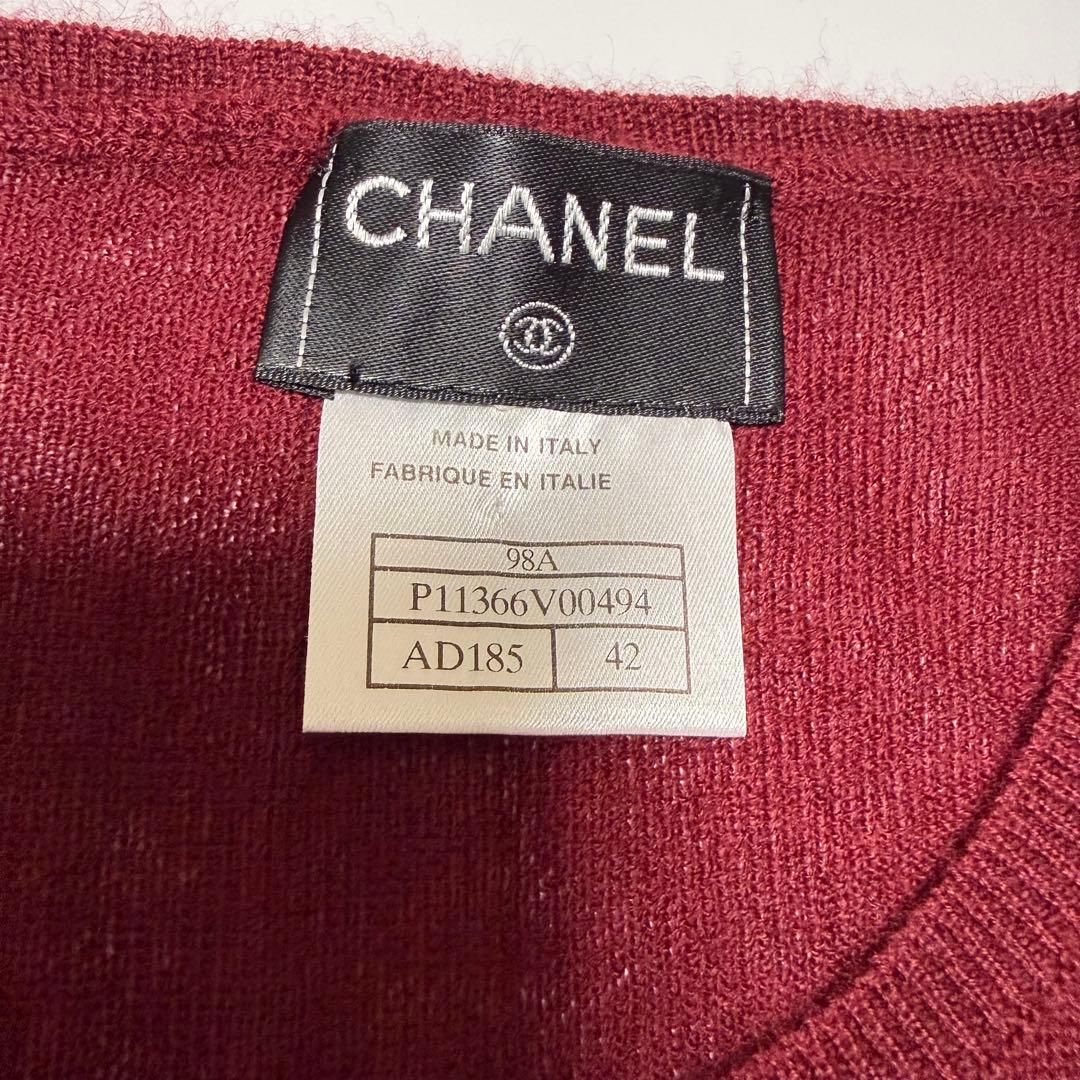 CHANEL
MADE IN ITALY
FABRIQUE EN ITALIE
98A
P11366V00494
AD185 42